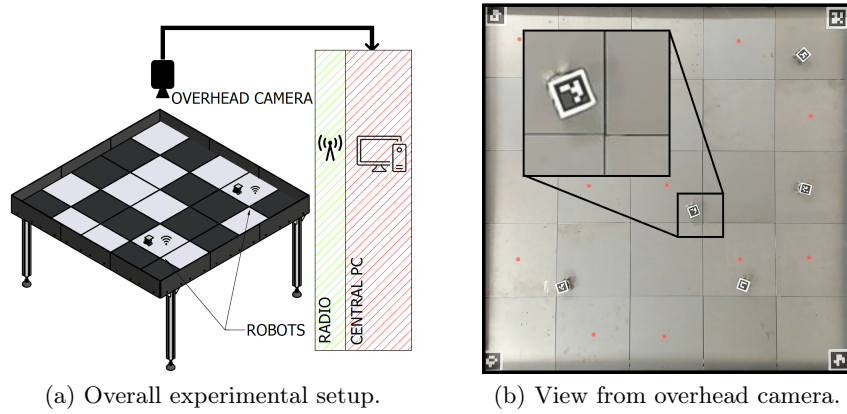 OVERHEAD CAMERA
RADIO
CENTRAL PC
ROBOTS
(a) Overall experimental setup.
(b) View from overhead camera.